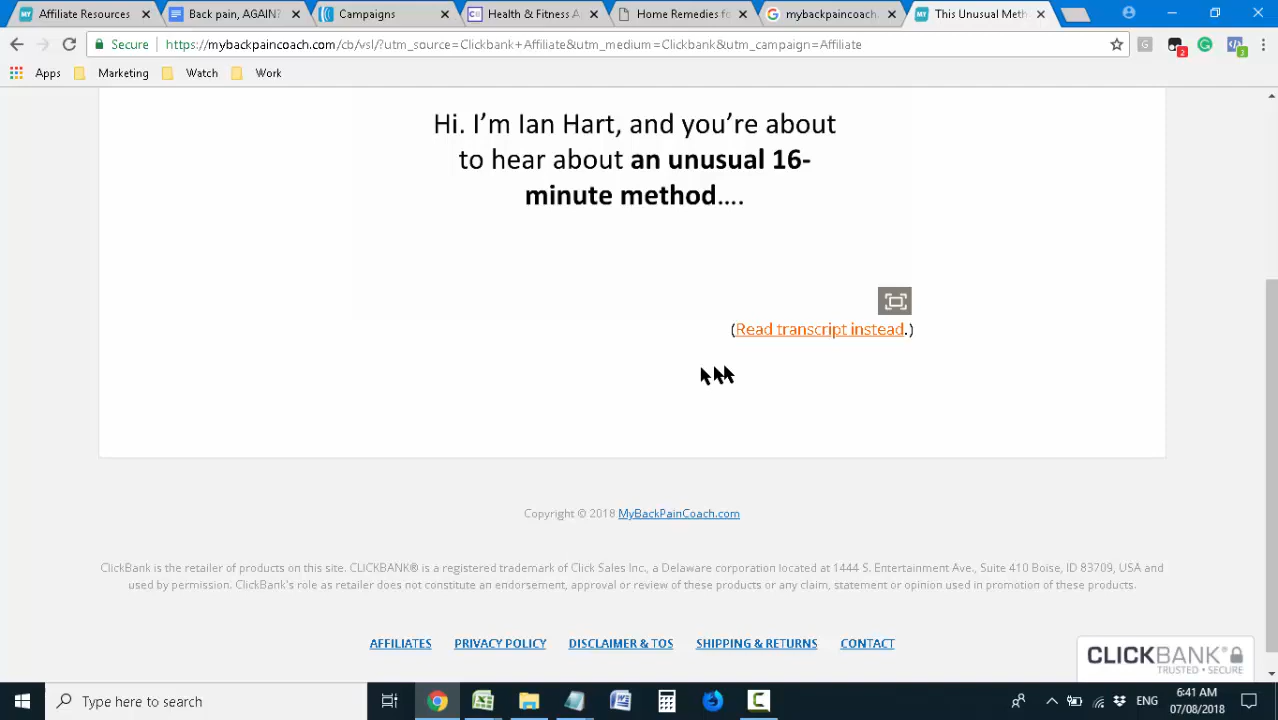 Affiliate Resources
Back pain, AGAIN?
Campaigns
Health & Fitness A
Home Remedies fo
mybackpaincoach.
This Unusual Meth
Secure
https://mybackpaincoach.com/cb/vsl/?utm_source=Clickbank+Affiliate&utm_medium=Clickbank&utm_campaign=Affiliate
2
3
Apps
Marketing
Watch
Work
Hi. I'm Ian Hart, and you're about
to hear about an unusual 16-
minute method....
(Read transcript instead.)
Copyright © 2018 MyBackPainCoach.com
ClickBank is the retailer of products on this site. CLICKBANK® is a registered trademark of Click Sales Inc., a Delaware corporation located at 1444 S. Entertainment Ave., Suite 410 Boise, ID 83709, USA and
used by permission. ClickBank's role as retailer does not constitute an endorsement, approval or review of these products or any claim, statement or opinion used in promotion of these products.
AFFILIATES
PRIVACY POLICY
DISCLAIMER & TOS
SHIPPING & RETURNS
CONTACT
CLICKBANK®
TRUSTED • SECURE
Type here to search
ENG
6:41 AM
07/08/2018